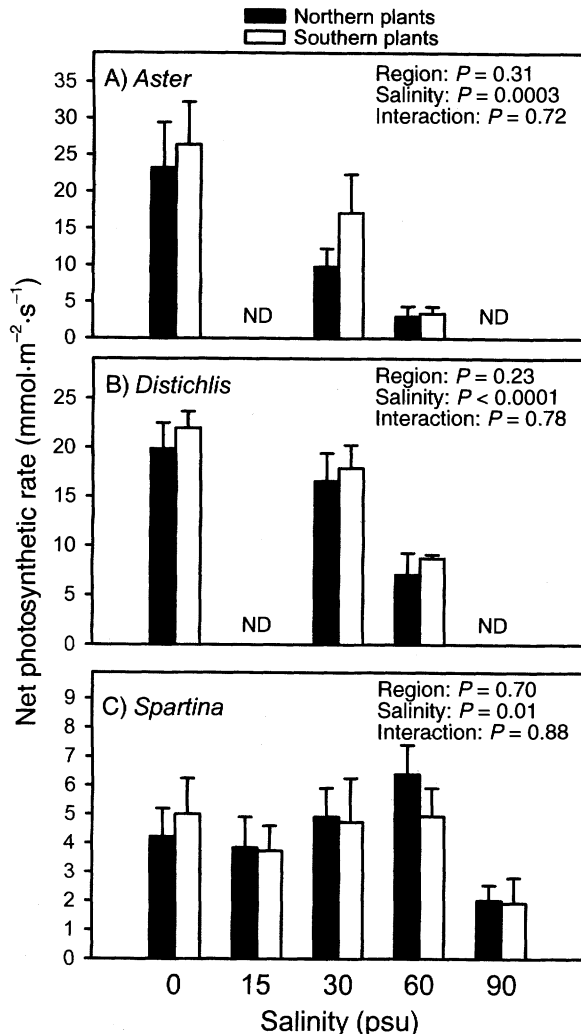 Northern plants
Southern plants
A) Aster
Region: P = 0.31
Salinity: P = 0.0003
Interaction: P = 0.72
35
30
25
20
15
10
5
0
ND
ND
B) Distichlis
Region: P = 0.23
Salinity: P < 0.0001
Interaction: P = 0.78
25
20
15
10
5
0
ND
ND
C) Spartina
Region: P = 0.70
Salinity: P = 0.01
Interaction: P = 0.88
9
8
7
6
5
4
3
2
1
0
Net photosynthetic rate (mmol·m⁻²·s⁻¹)
0 15 30 60 90
Salinity (psu)